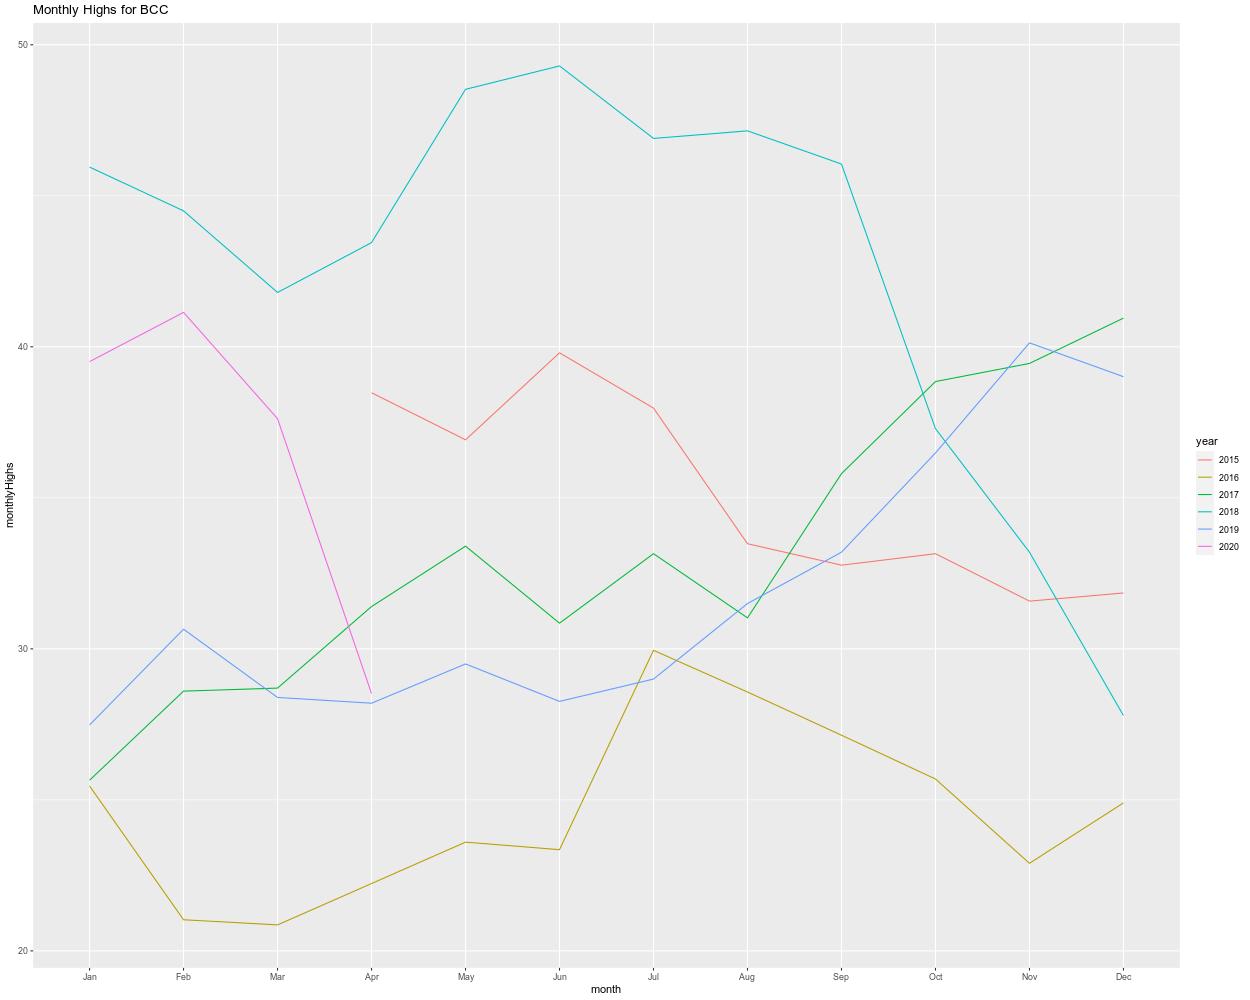 Monthly Highs for BCC
50
40
30
20
monthlyHighs
Jan Feb Mar Apr May Jun Jul Aug Sep Oct Nov Dec
month
year
2015
2016
2017
2018
2019
2020